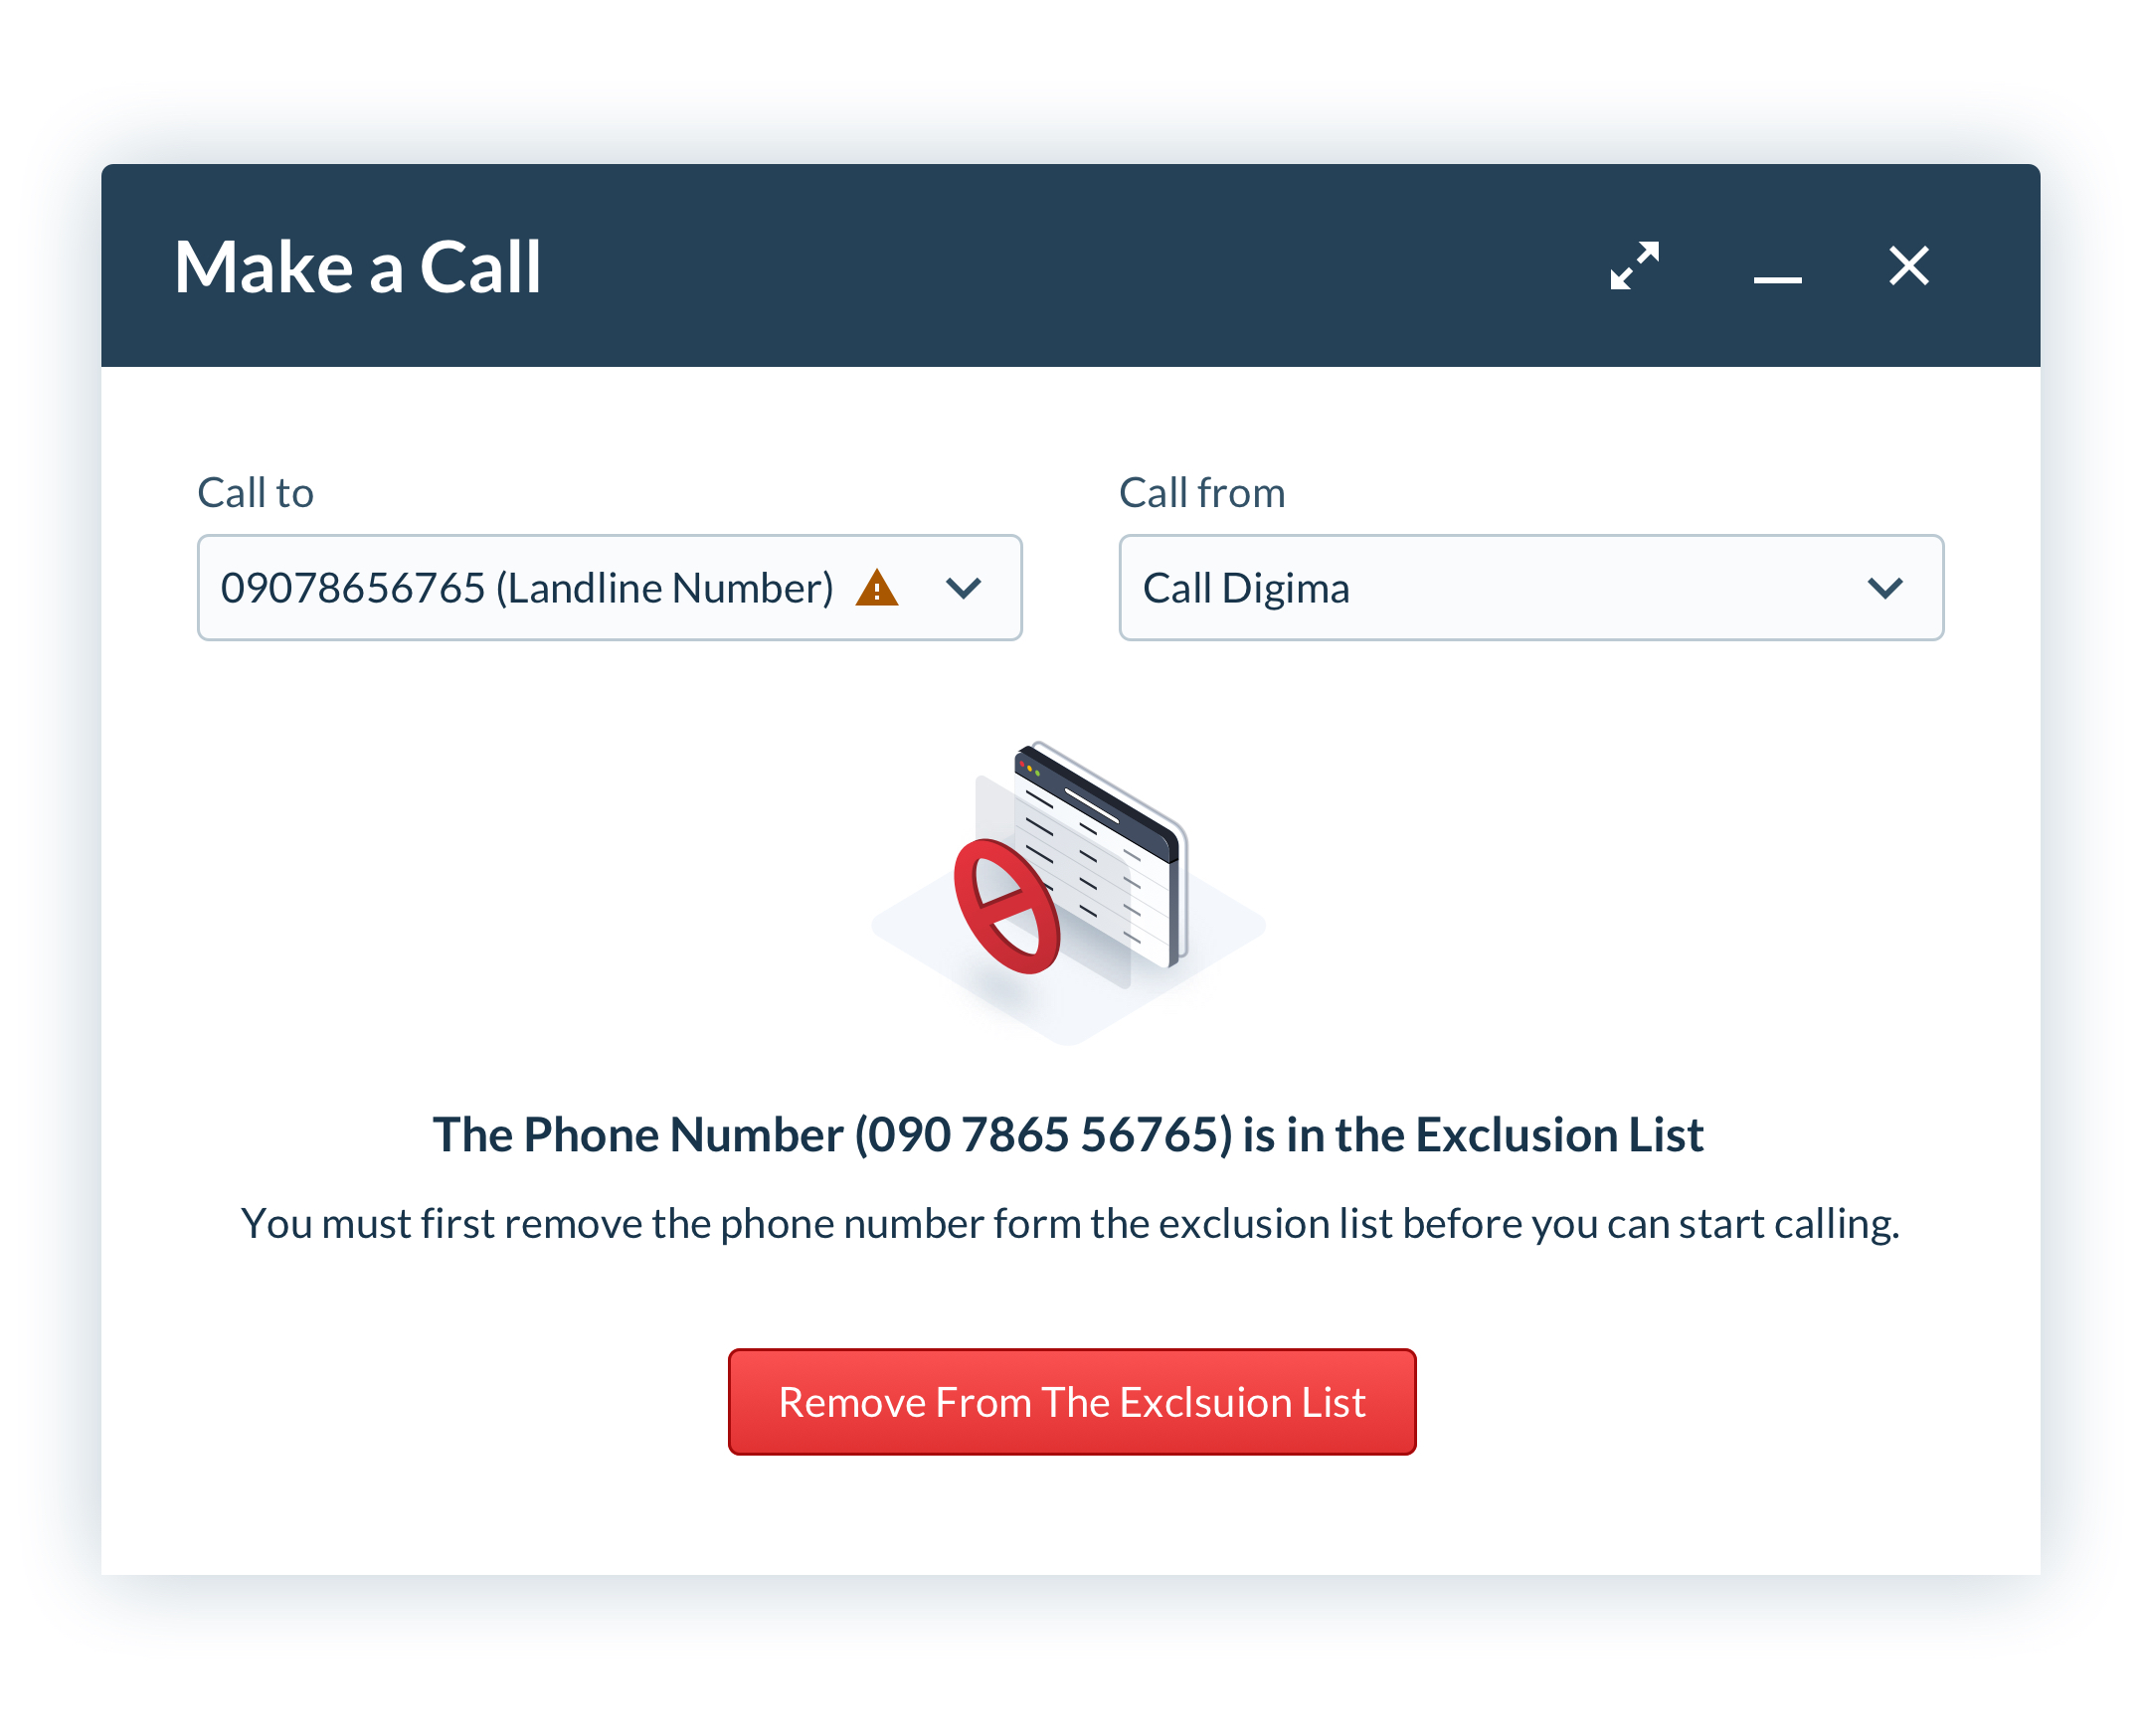 Make a Call
Call to
Call from
09078656765 (Landline Number)
Call Digima
The Phone Number (090 7865 56765) is in the Exclusion List
You must first remove the phone number form the exclusion list before you can start calling.
Remove From The Exclsuion List